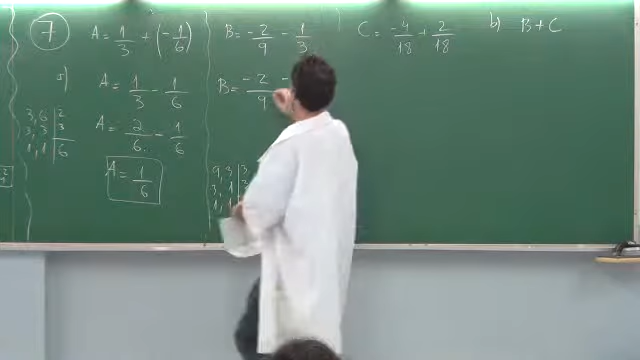 7
A = 1/3 + (-1/6)
A = 1/3 - 1/6
3, 6 | 2
3, 3 | 3
1, 1 | 6
A = 2/6 - 1/6
A = 1/6
B = -2/9 - 1/3
B = -2/9 -
9, 3 | 3
3, 1
1, 1
C = -4/18 + 2/18
b) B + C